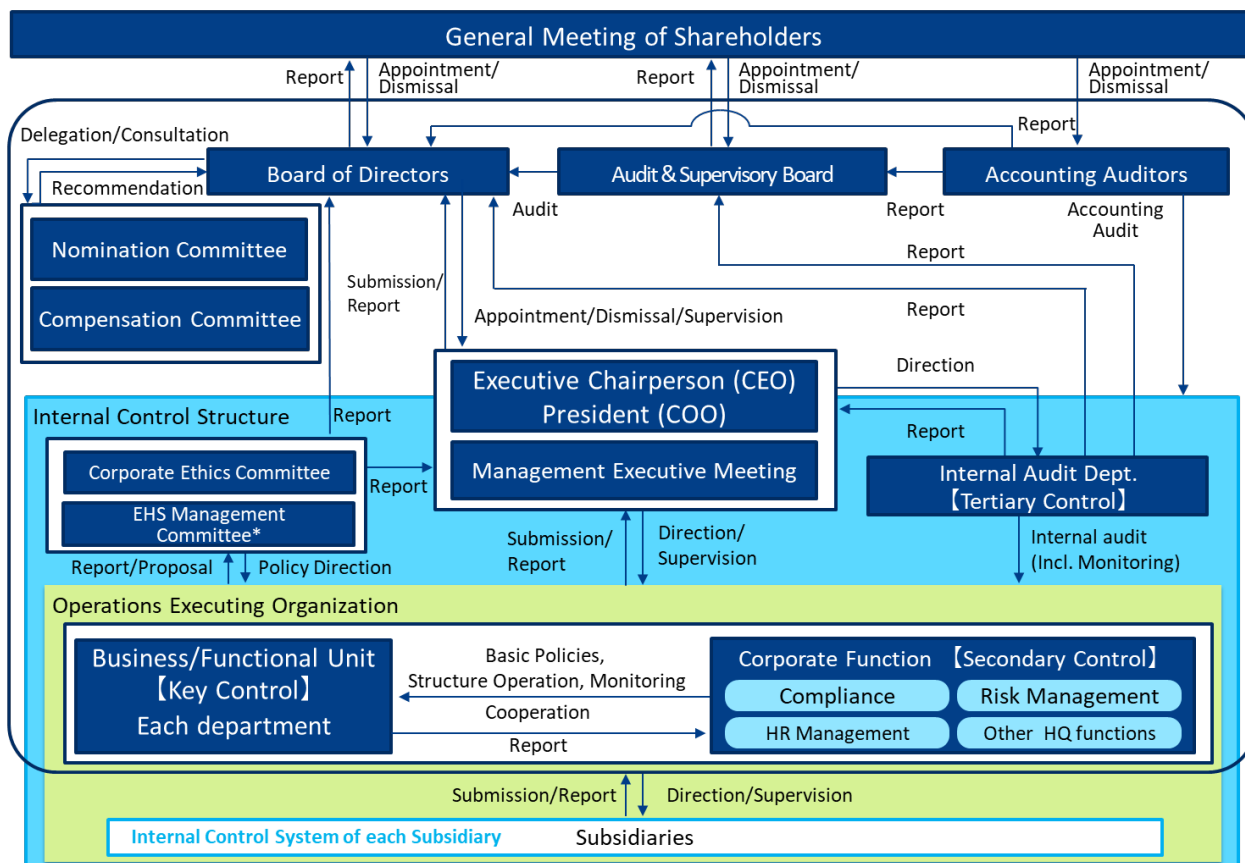 General Meeting of Shareholders
Report
Appointment/
Dismissal
Report
Appointment/
Dismissal
Appointment/
Dismissal
Delegation/Consultation
Report
Recommendation
Board of Directors
Audit & Supervisory Board
Accounting Auditors
Audit
Report
Accounting
Audit
Nomination Committee
Compensation Committee
Submission/
Report
Report
Report
Appointment/Dismissal/Supervision
Executive Chairperson (CEO)
President (COO)
Management Executive Meeting
Direction
Report
Internal Control Structure
Report
Corporate Ethics Committee
EHS Management
Committee*
Report
Internal Audit Dept.
【Tertiary Control】
Report/Proposal
Policy Direction
Submission/
Report
Direction/
Supervision
Internal audit
(Incl. Monitoring)
Operations Executing Organization
Business/Functional Unit
【Key Control】
Each department
Basic Policies,
Structure Operation, Monitoring
Cooperation
Report
Corporate Function 【Secondary Control】
Compliance
Risk Management
HR Management
Other HQ functions
Submission/Report
Direction/Supervision
Internal Control System of each Subsidiary
Subsidiaries